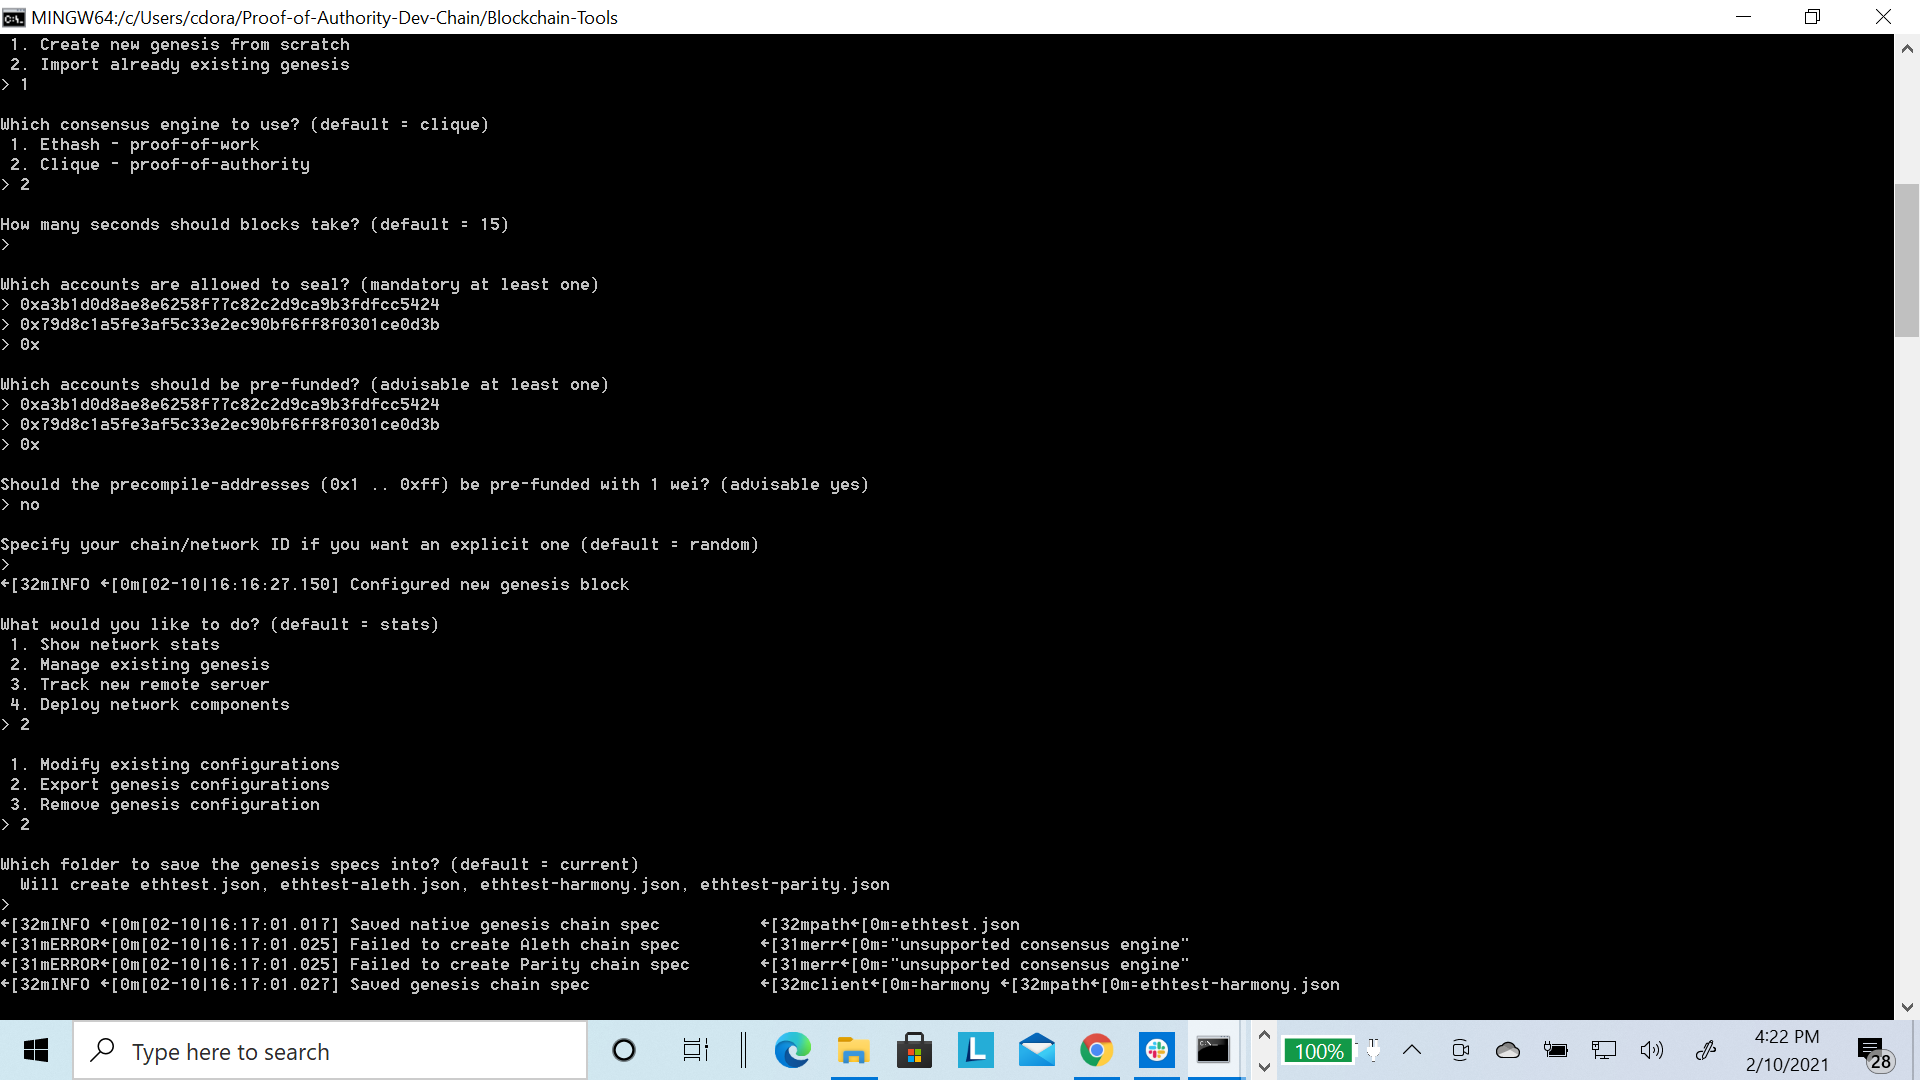 MINGW64:/c/Users/cdora/Proof-of-Authority-Dev-Chain/Blockchain-Tools
1. Create new genesis from scratch
2. Import already existing genesis
> 1
Which consensus engine to use? (default = clique)
1. Ethash - proof-of-work
2. Clique - proof-of-authority
> 2
How many seconds should blocks take? (default = 15)
>
Which accounts are allowed to seal? (mandatory at least one)
> 0xa3b1d0d8ae8e6258f77c82c2d9ca9b3fdfcc5424
> 0x79d8c1a5fe3af5c33e2ec90bf6ff8f0301ce0d3b
> 0x
Which accounts should be pre-funded? (advisable at least one)
> 0xa3b1d0d8ae8e6258f77c82c2d9ca9b3fdfcc5424
> 0x79d8c1a5fe3af5c33e2ec90bf6ff8f0301ce0d3b
> 0x
Should the precompile-addresses (0x1 .. 0xff) be pre-funded with 1 wei? (advisable yes)
> no
Specify your chain/network ID if you want an explicit one (default = random)
>
←[32mINFO ←[0m[02-10|16:16:27.150] Configured new genesis block
What would you like to do? (default = stats)
1. Show network stats
2. Manage existing genesis
3. Track new remote server
4. Deploy network components
> 2
1. Modify existing configurations
2. Export genesis configurations
3. Remove genesis configuration
> 2
Which folder to save the genesis specs into? (default = current)
Will create ethtest.json, ethtest-aleth.json, ethtest-harmony.json, ethtest-parity.json
>
←[32mINFO ←[0m[02-10|16:17:01.017] Saved native genesis chain spec ←[32mpath←[0m=ethtest.json
←[31mERROR←[0m[02-10|16:17:01.025] Failed to create Aleth chain spec ←[31merr←[0m="unsupported consensus engine"
←[31mERROR←[0m[02-10|16:17:01.025] Failed to create Parity chain spec ←[31merr←[0m="unsupported consensus engine"
←[32mINFO ←[0m[02-10|16:17:01.027] Saved genesis chain spec ←[32mclient←[0m=harmony ←[32mpath←[0m=ethtest-harmony.json
Type here to search
L
100%
4:22 PM
2/10/2021
28